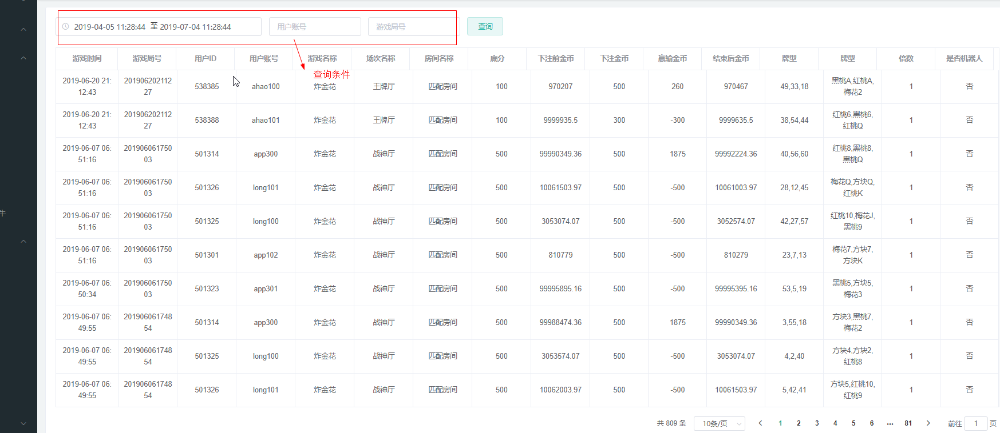 2019-04-05 11:28:44 至 2019-07-04 11:28:44 用户账号 游戏局号 查询
游戏时间 游戏局号 用户ID 用户账号 游戏名称 场次名称 房间名称 底分 下注前金币 下注金币 赢输金币 结束后金币 牌型 牌型 倍数 是否机器人
查询条件
2019-06-20 21:12:43 20190620211227 538385 ahao100 炸金花 王牌厅 匹配房间 100 970207 500 260 970467 49,33,18 黑桃A,红桃A,梅花2 1 否
2019-06-20 21:12:43 20190620211227 538388 ahao101 炸金花 王牌厅 匹配房间 100 9999935.5 300 -300 9999635.5 38,54,44 红桃6,黑桃6,红桃Q 1 否
2019-06-07 06:51:16 20190606175003 501314 app300 炸金花 战神厅 匹配房间 500 99990349.36 500 1875 99992224.36 40,56,60 红桃8,黑桃8,黑桃Q 1 否
2019-06-07 06:51:16 20190606175003 501326 long101 炸金花 战神厅 匹配房间 500 10061503.97 500 -500 10061003.97 28,12,45 梅花Q,方块Q,红桃K 1 否
2019-06-07 06:51:16 20190606175003 501325 long100 炸金花 战神厅 匹配房间 500 3053074.07 500 -500 3052574.07 42,27,57 红桃10,梅花J,黑桃9 1 否
牛
2019-06-07 06:51:16 20190606175003 501301 app102 炸金花 战神厅 匹配房间 500 810779 500 -500 810279 23,7,13 梅花7,方块7,方块K 1 否
2019-06-07 06:50:34 20190606175003 501323 app301 炸金花 战神厅 匹配房间 500 99995895.16 500 -500 99995395.16 53,5,19 黑桃5,方块5,梅花3 1 否
2019-06-07 06:49:55 20190606174854 501314 app300 炸金花 战神厅 匹配房间 500 99988474.36 500 1875 99990349.36 3,55,18 方块3,黑桃7,梅花2 1 否
2019-06-07 06:49:55 20190606174854 501325 long100 炸金花 战神厅 匹配房间 500 3053574.07 500 -500 3053074.07 4,2,40 方块4,方块2,红桃8 1 否
2019-06-07 06:49:55 20190606174854 501326 long101 炸金花 战神厅 匹配房间 500 10062003.97 500 -500 10061503.97 5,42,41 方块5,红桃10,红桃9 1 否
共 809 条 10条/页 1 2 3 4 5 6 ... 81 前往 1 页